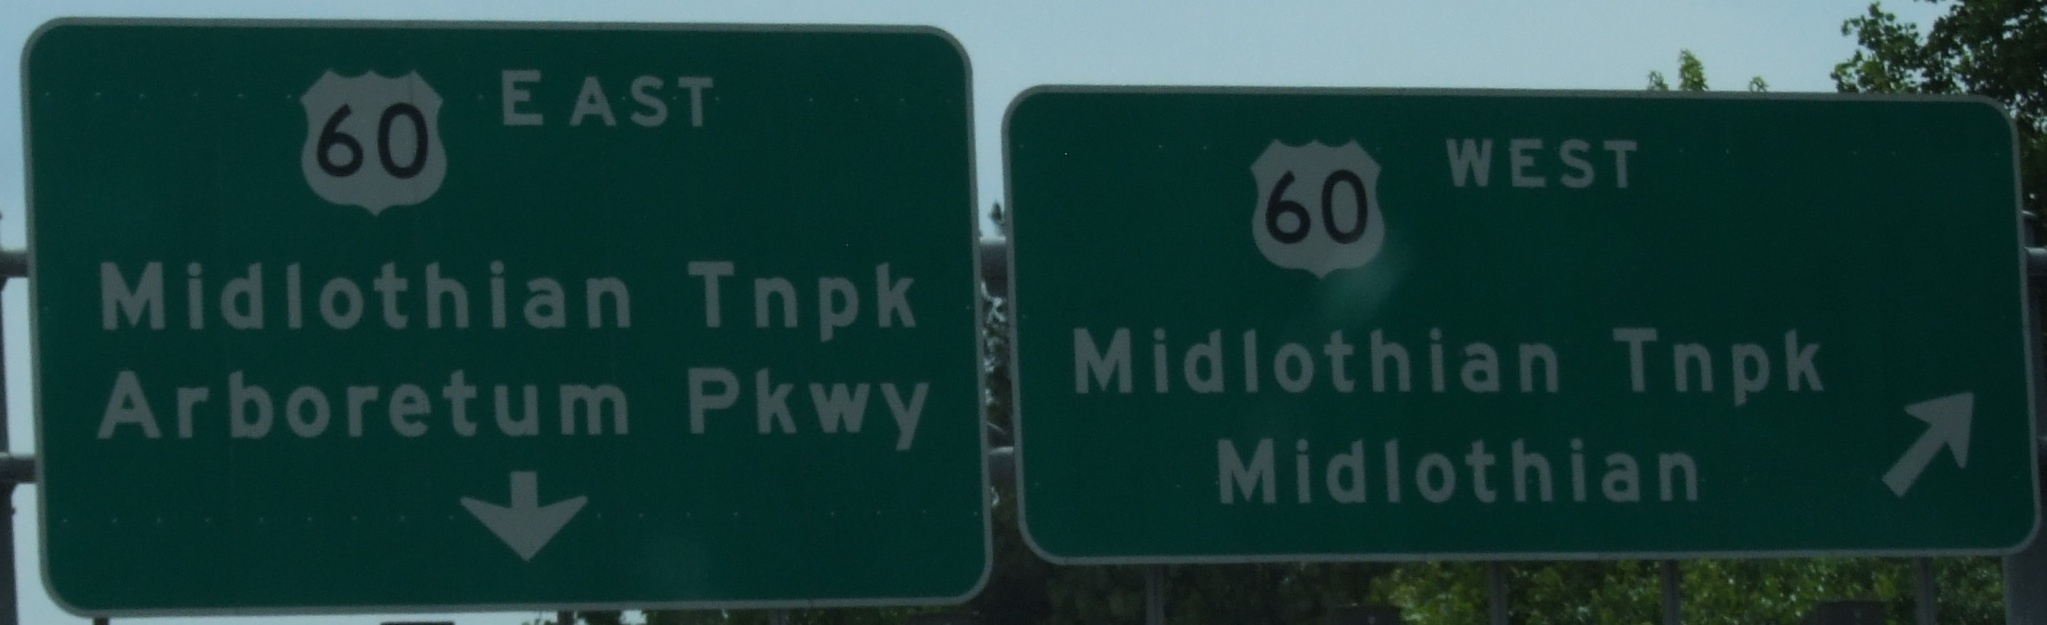 60 EAST
Midlothian Tnpk
Arboretum Pkwy
60 WEST
Midlothian Tnpk
Midlothian